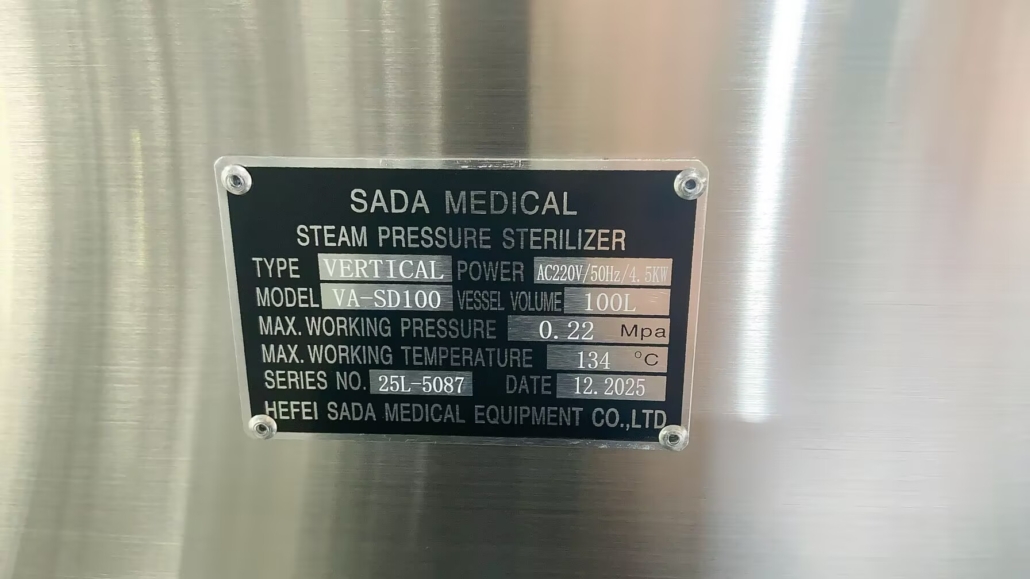 SADA MEDICAL
STEAM PRESSURE STERILIZER
TYPE VERTICAL POWER AC220V/50Hz/4.5KW
MODEL VA-SD100 VESSEL VOLUME 100L
MAX. WORKING PRESSURE 0.22 Mpa
MAX. WORKING TEMPERATURE 134 °C
SERIES NO. 25L-5087 DATE 12.2025
HEFEI SADA MEDICAL EQUIPMENT CO.,LTD